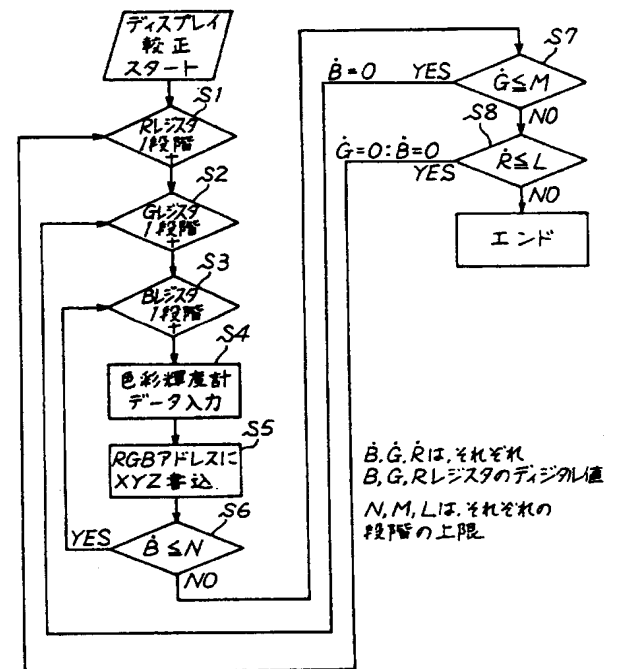 ディスプレイ
較正
スタート
S1
Rレジスタ
1段階
+
S2
Gレジスタ
1段階
+
S3
Bレジスタ
1段階
+
S4
色彩輝度計
データ入力
S5
RGBアドレスに
XYZ書込
S6
YES
Ḃ≦N
NO
S7
Ḃ=0 YES
Ġ≦M
NO
S8
Ġ=0:Ḃ=0
YES
Ṙ≦L
NO
エンド
Ḃ,Ġ,Ṙは,それぞれ
B,G,Rレジスタのディジタル値
N,M,Lは,それぞれの
段階の上限